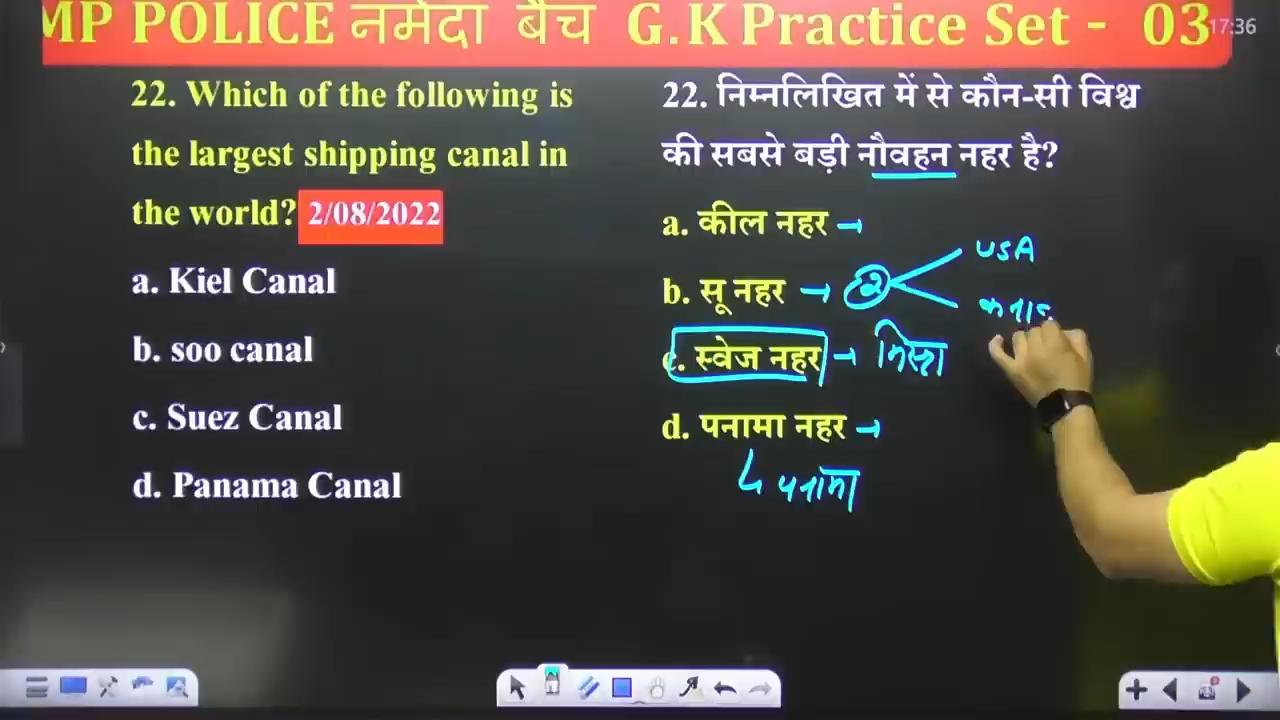 MP POLICE नर्मदा बैच G.K Practice Set - 03
17:36
22. Which of the following is
the largest shipping canal in
the world? 2/08/2022
a. Kiel Canal
b. soo canal
c. Suez Canal
d. Panama Canal
22. निम्नलिखित में से कौन-सी विश्व
की सबसे बड़ी नौवहन नहर है?
a. कील नहर →
USA
b. सू नहर → 2
c. स्वेज नहर → मिस्त्र
d. पनामा नहर →
↳ पनामा